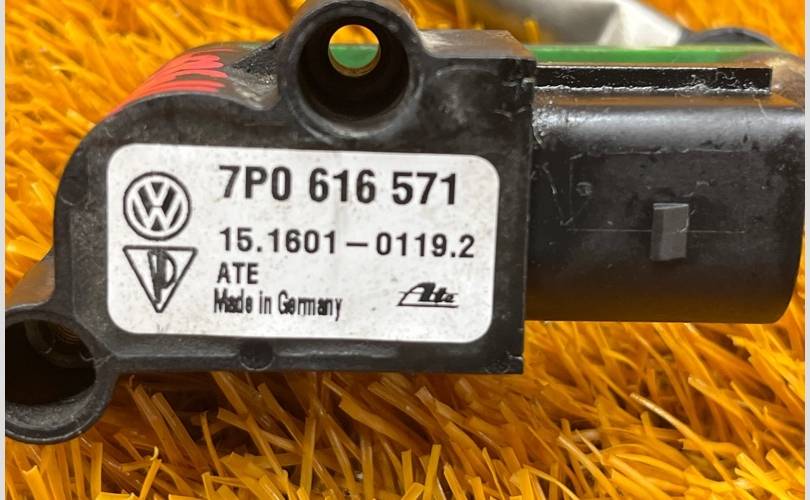 7P0 616 571
15.1601-0119.2
ATE
Made in Germany
Ate